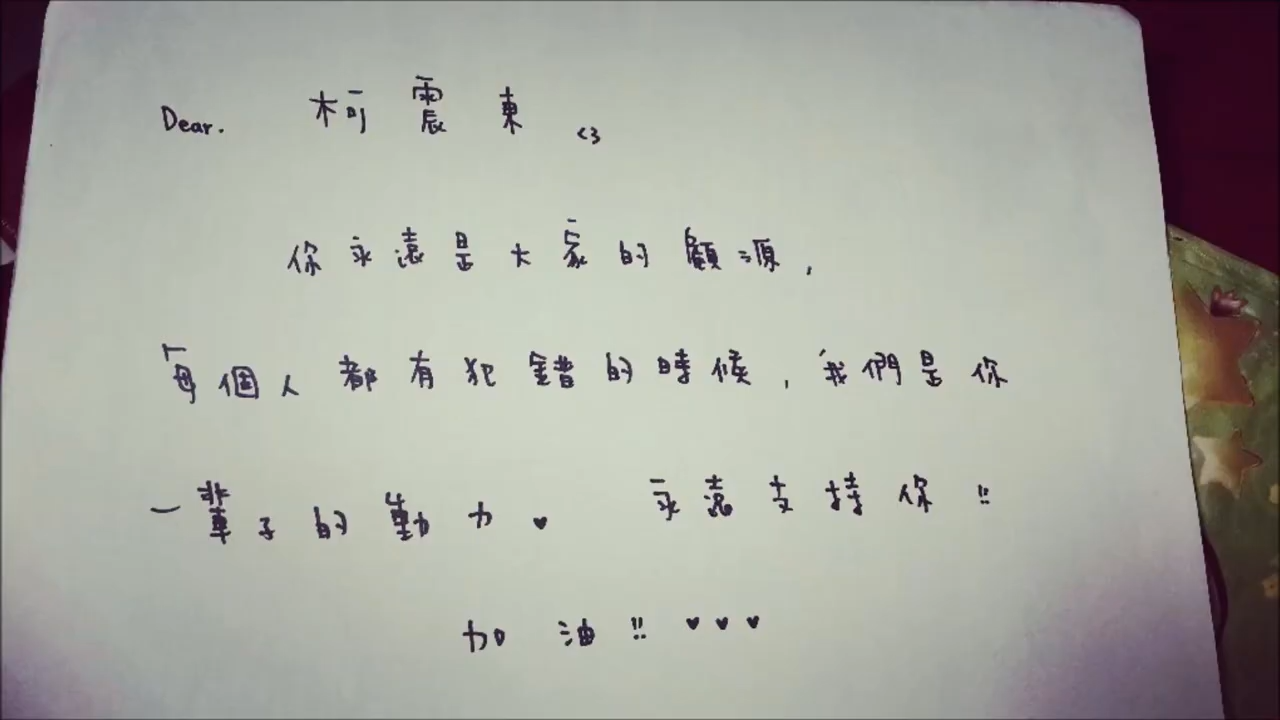 Dear. 柯震東 <3
你永遠是大家的顧源,
每個人都有犯錯的時候,我們是你
一輩子的動力♥ 永遠支持你!!
加油!! ♥♥♥